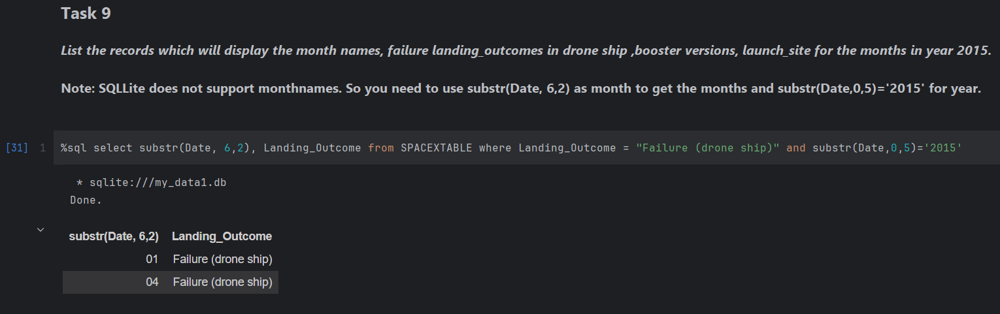 Task 9
List the records which will display the month names, failure landing_outcomes in drone ship ,booster versions, launch_site for the months in year 2015.
Note: SQLLite does not support monthnames. So you need to use substr(Date, 6,2) as month to get the months and substr(Date,0,5)='2015' for year.
[31] 1 %sql select substr(Date, 6,2), Landing_Outcome from SPACEXTABLE where Landing_Outcome = "Failure (drone ship)" and substr(Date,0,5)='2015'
* sqlite:///my_data1.db
Done.
substr(Date, 6,2) Landing_Outcome
01 Failure (drone ship)
04 Failure (drone ship)